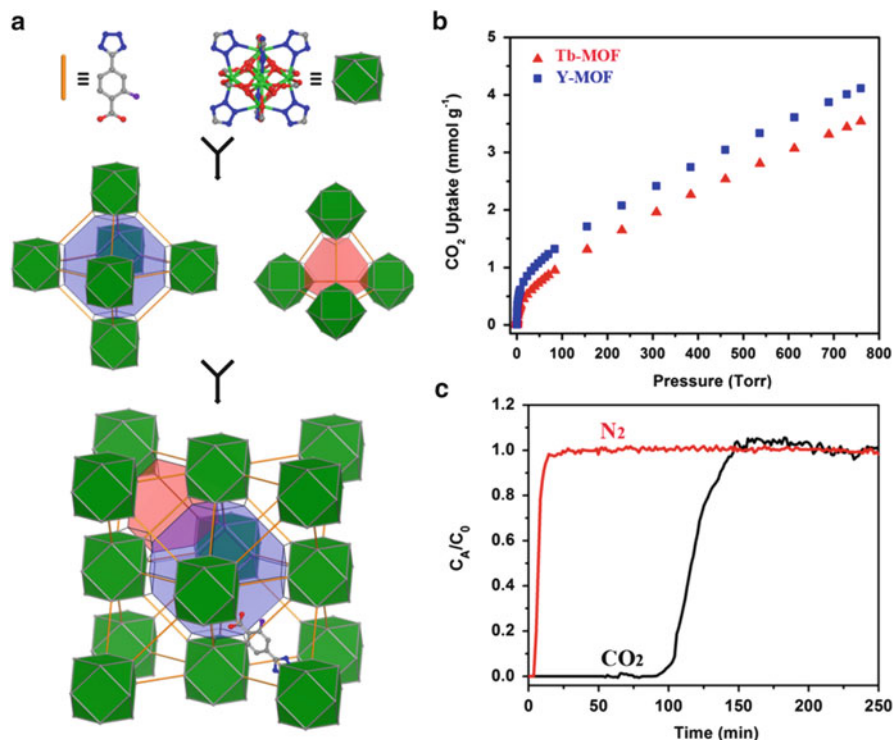 a
b
Tb-MOF
Y-MOF
CO2 Uptake (mmol g-1)
5
4
3
2
1
0
0 100 200 300 400 500 600 700 800
Pressure (Torr)
c
N2
CO2
CA/C0
1.2
1.0
0.8
0.6
0.4
0.2
0.0
0 50 100 150 200 250
Time (min)